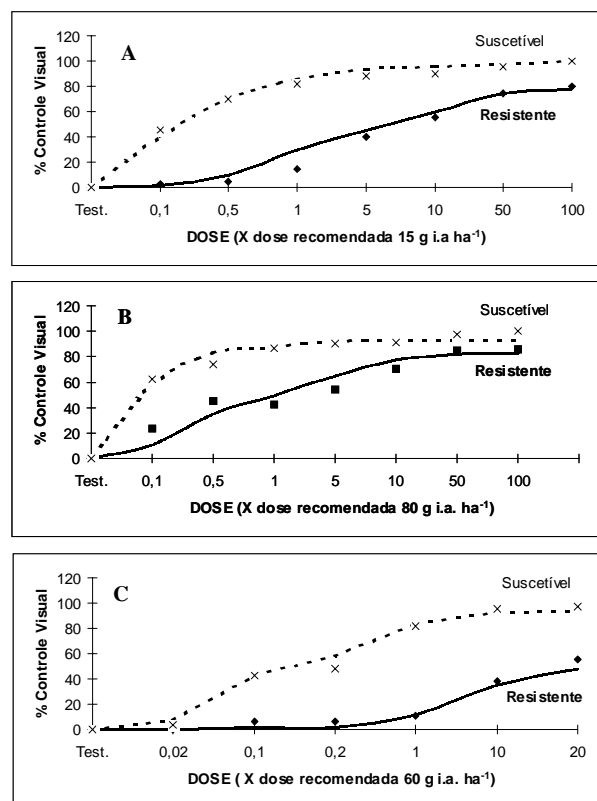 A
% Controle Visual
120
100
80
60
40
20
0
Suscetível
Resistente
Test. 0,1 0,5 1 5 10 50 100
DOSE (X dose recomendada 15 g i.a ha⁻¹)
B
% Controle Visual
120
100
80
60
40
20
0
Suscetível
Resistente
Test. 0,1 0,5 1 5 10 50 100
DOSE (X dose recomendada 80 g i.a. ha⁻¹)
C
% Controle Visual
120
100
80
60
40
20
0
Suscetível
Resistente
Test. 0,02 0,1 0,2 1 10 20
DOSE ( X dose recomendada 60 g i.a. ha⁻¹)